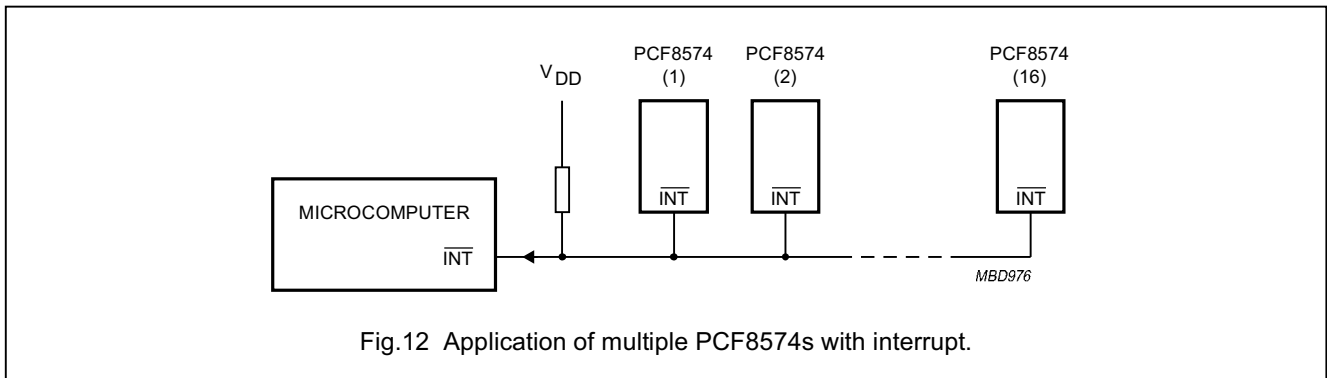 PCF8574
(1)
PCF8574
(2)
PCF8574
(16)
V DD
INT
INT
INT
MICROCOMPUTER
INT
MBD976
Fig.12 Application of multiple PCF8574s with interrupt.